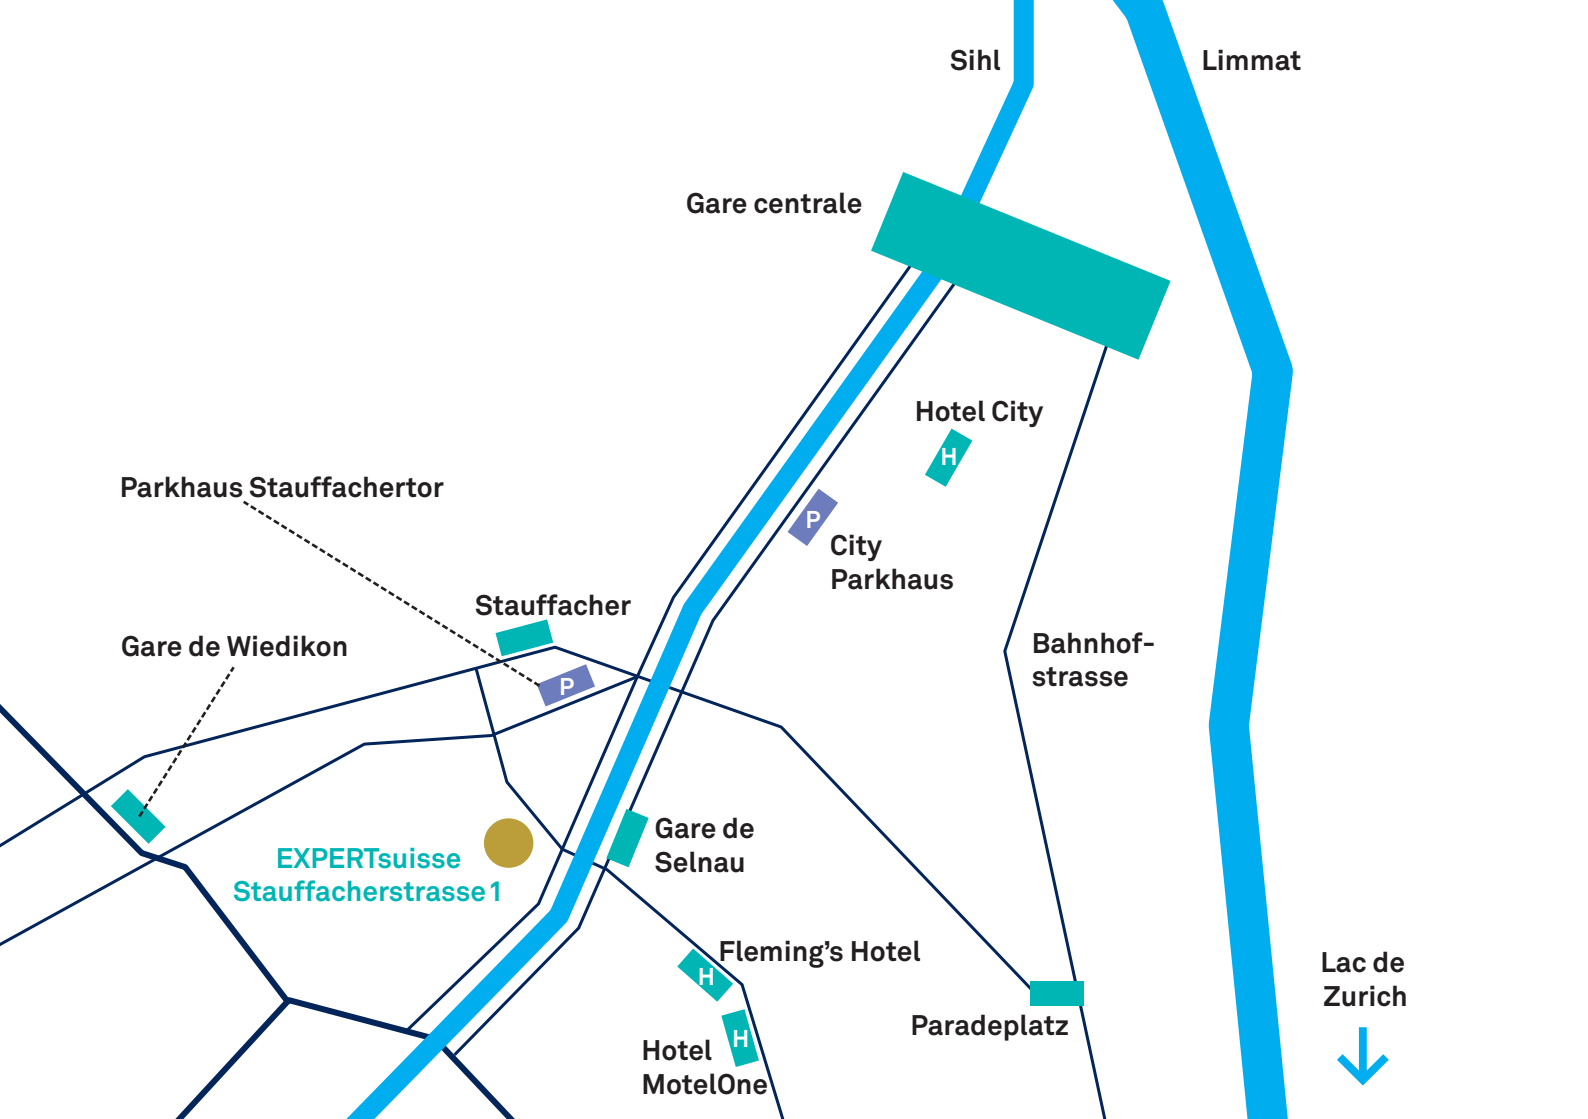 Sihl
Limmat
Gare centrale
Hotel City
H
Parkhaus Stauffachertor
P
City
Parkhaus
Stauffacher
Gare de Wiedikon
P
Bahnhof-
strasse
EXPERTsuisse
Stauffacherstrasse 1
Gare de
Selnau
Fleming’s Hotel
H
Lac de
Zurich
Paradeplatz
H
Hotel
MotelOne